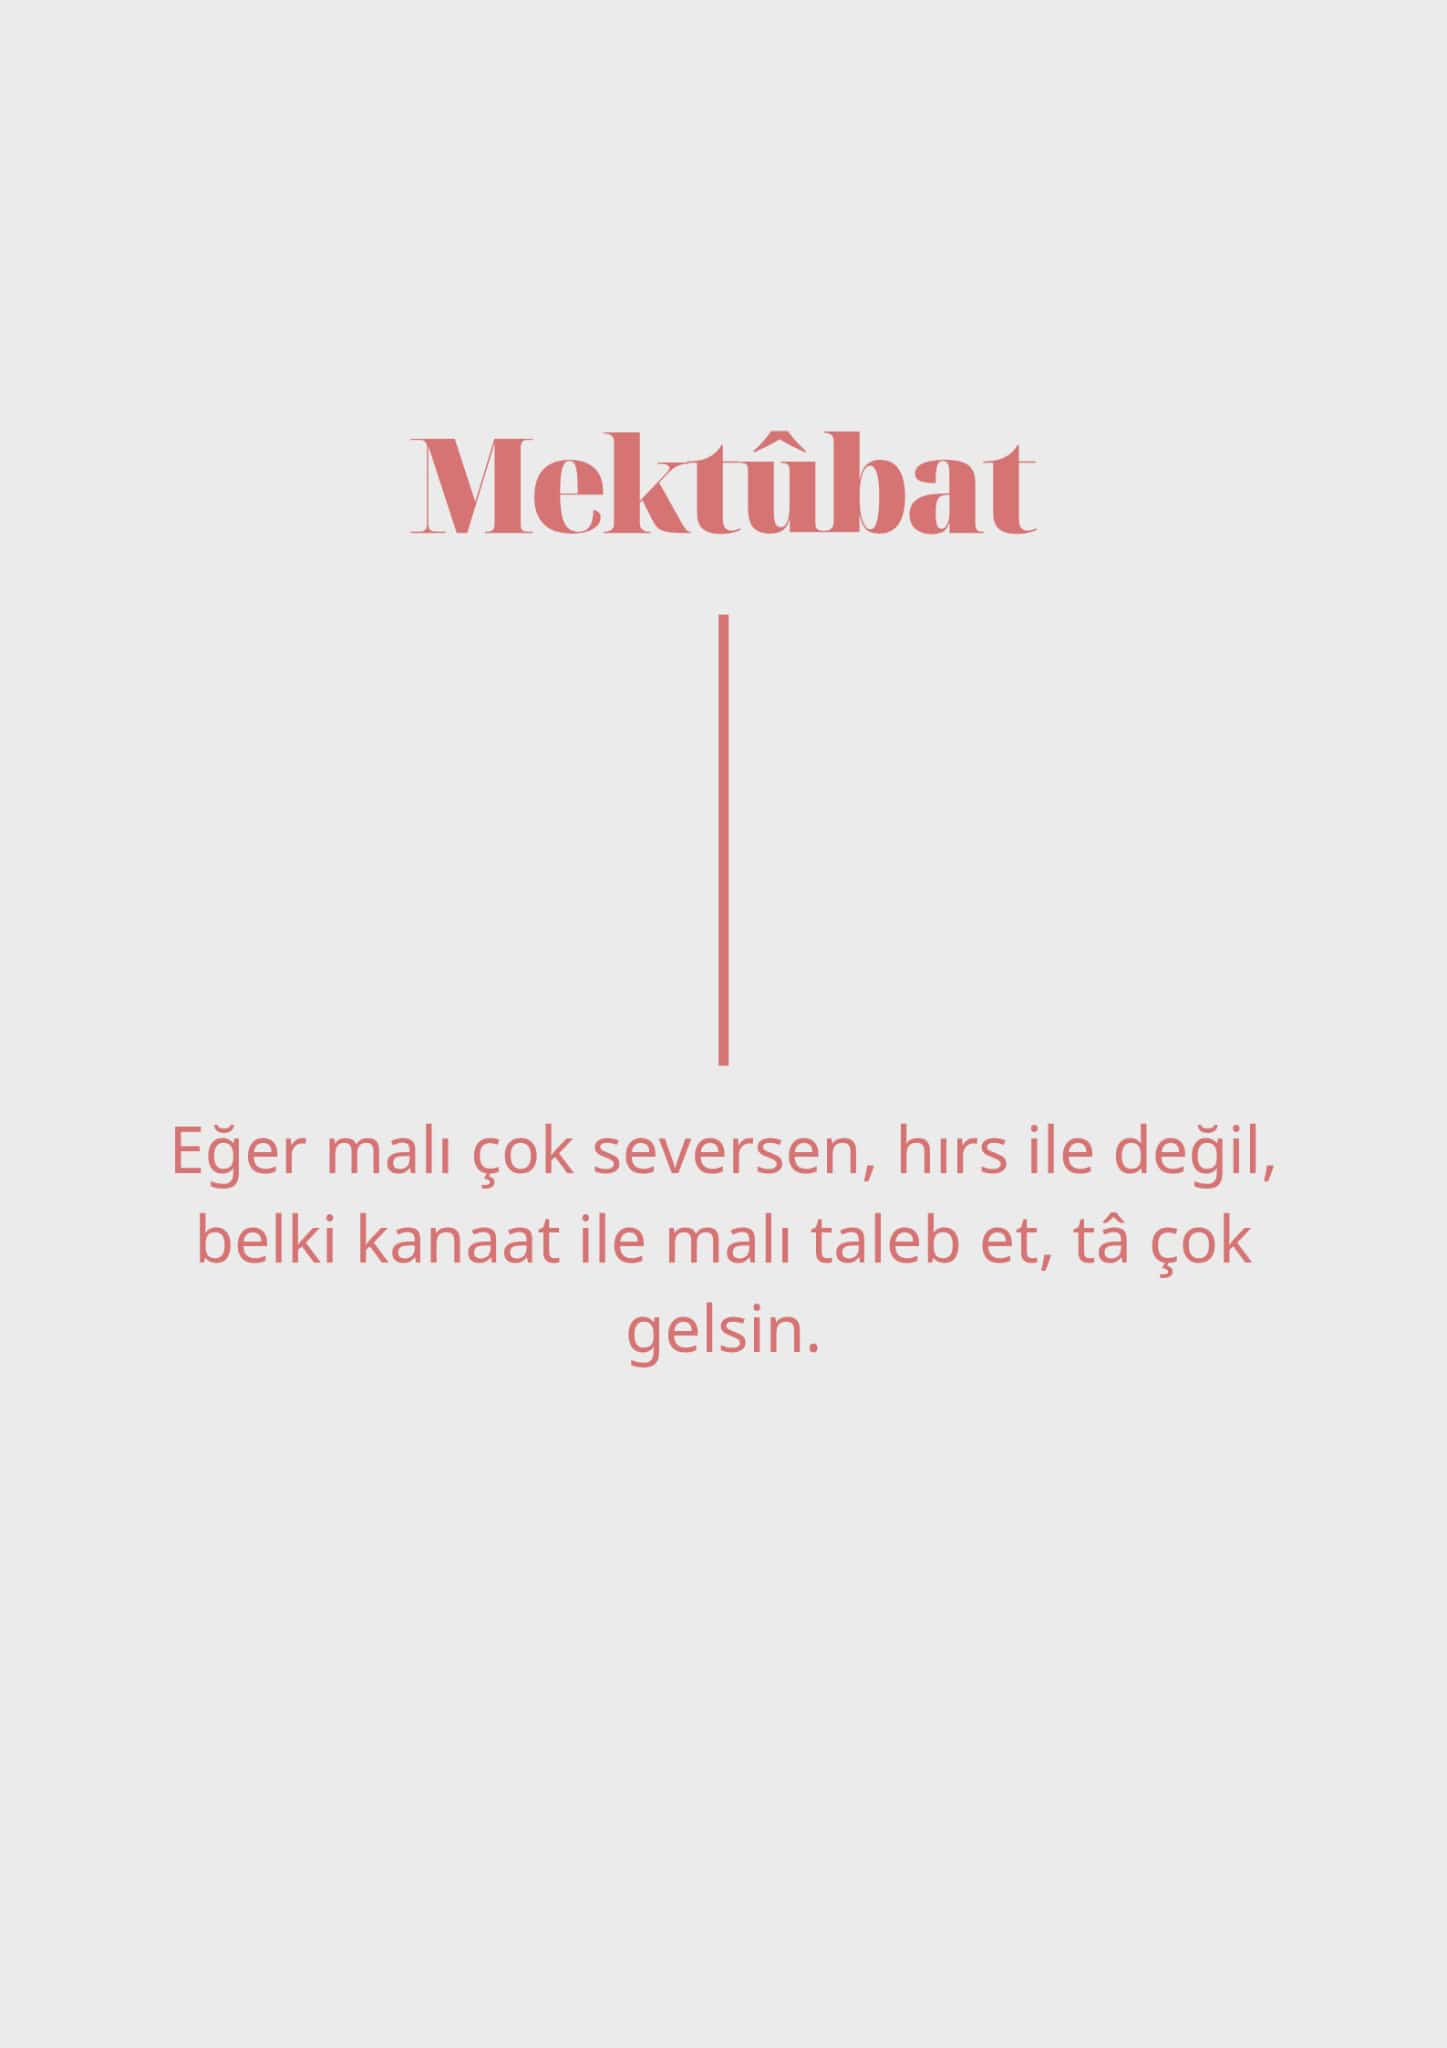 Mektûbat
Eğer malı çok seversen, hırs ile değil,
belki kanaat ile malı taleb et, tâ çok
gelsin.